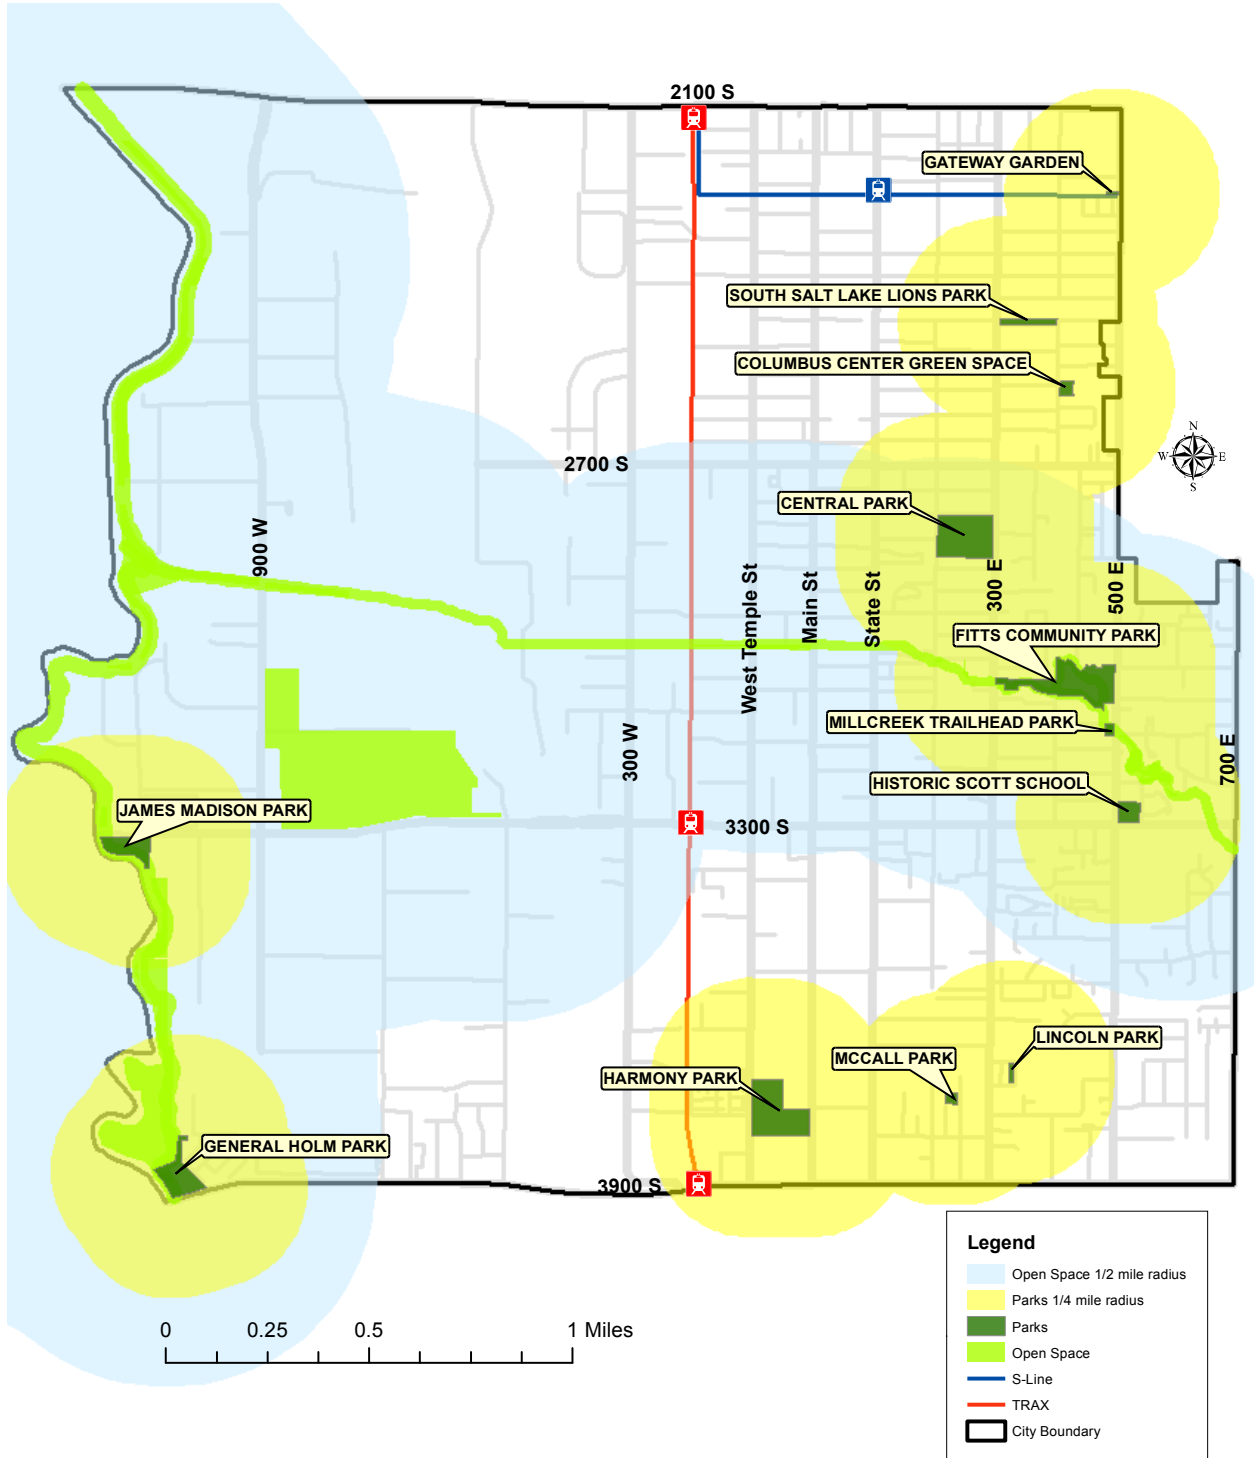 2100 S
GATEWAY GARDEN
SOUTH SALT LAKE LIONS PARK
COLUMBUS CENTER GREEN SPACE
N
W
E
S
2700 S
CENTRAL PARK
900 W
West Temple St
Main St
State St
300 E
500 E
FITTS COMMUNITY PARK
MILLCREEK TRAILHEAD PARK
300 W
700 E
HISTORIC SCOTT SCHOOL
JAMES MADISON PARK
3300 S
LINCOLN PARK
MCCALL PARK
HARMONY PARK
GENERAL HOLM PARK
3900 S
Legend
Open Space 1/2 mile radius
Parks 1/4 mile radius
Parks
Open Space
S-Line
TRAX
City Boundary
0 0.25 0.5 1 Miles